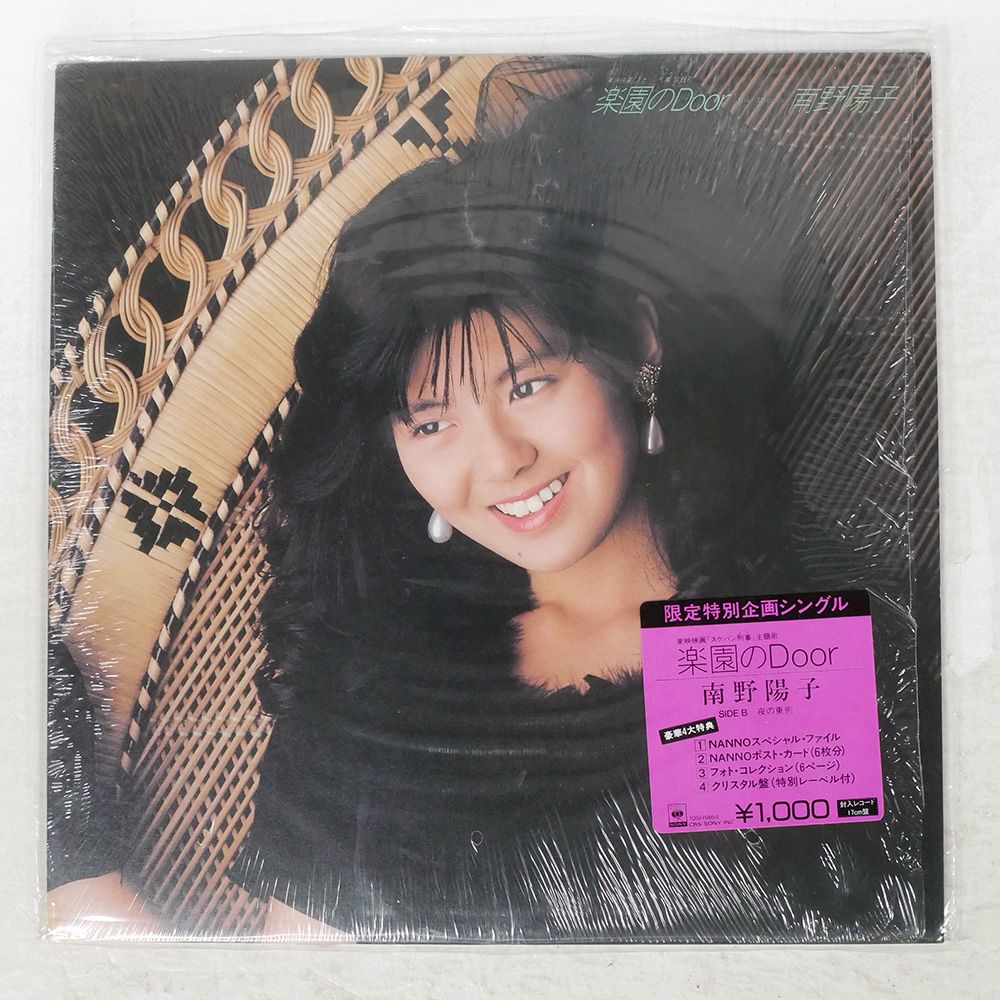 楽園のDoor 南野陽子
限定特別企画シングル
東映映画「スケバン刑事」主題歌
楽園のDoor
南野陽子
SIDE B 夜の東側
豪華4大特典
1 NANNOスペシャル・ファイル
2 NANNOポスト・カード(6枚分)
3 フォト・コレクション(6ページ)
4 クリスタル盤(特別レーベル付)
SONY
10SH1864
CBS/SONY INC
¥1,000
封入レコード
17cm盤